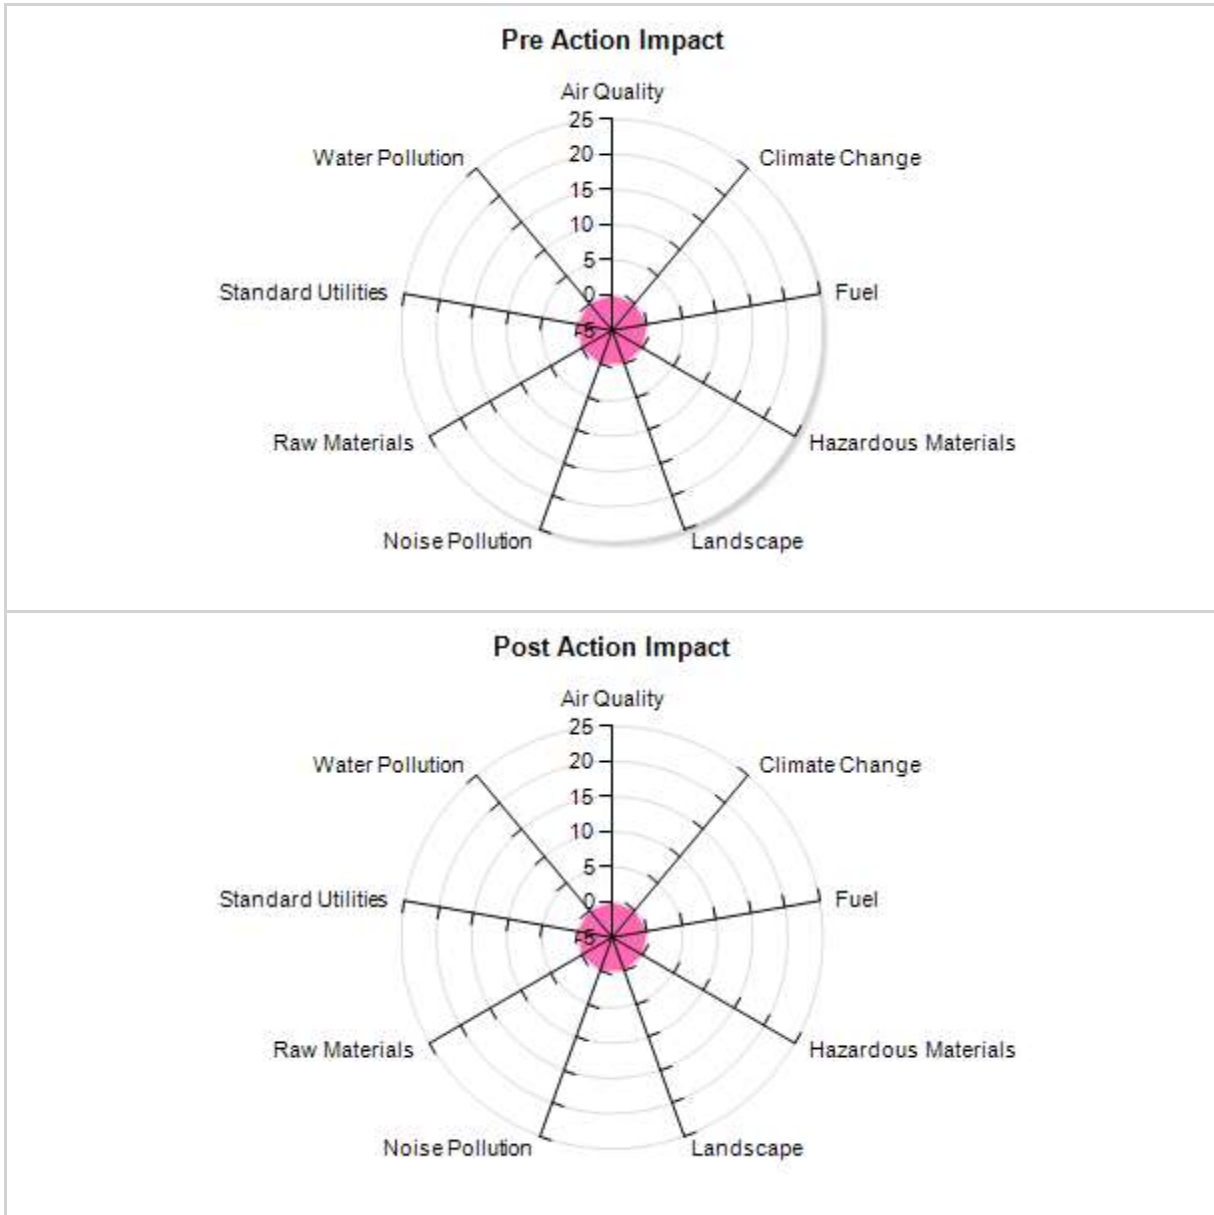 Pre Action Impact
Air Quality
25
Water Pollution
Climate Change
20
15
10
5
Standard Utilities
0
Fuel
-5
Raw Materials
Hazardous Materials
Noise Pollution
Landscape
Post Action Impact
Air Quality
25
Water Pollution
Climate Change
20
15
10
5
Standard Utilities
0
Fuel
-5
Raw Materials
Hazardous Materials
Noise Pollution
Landscape